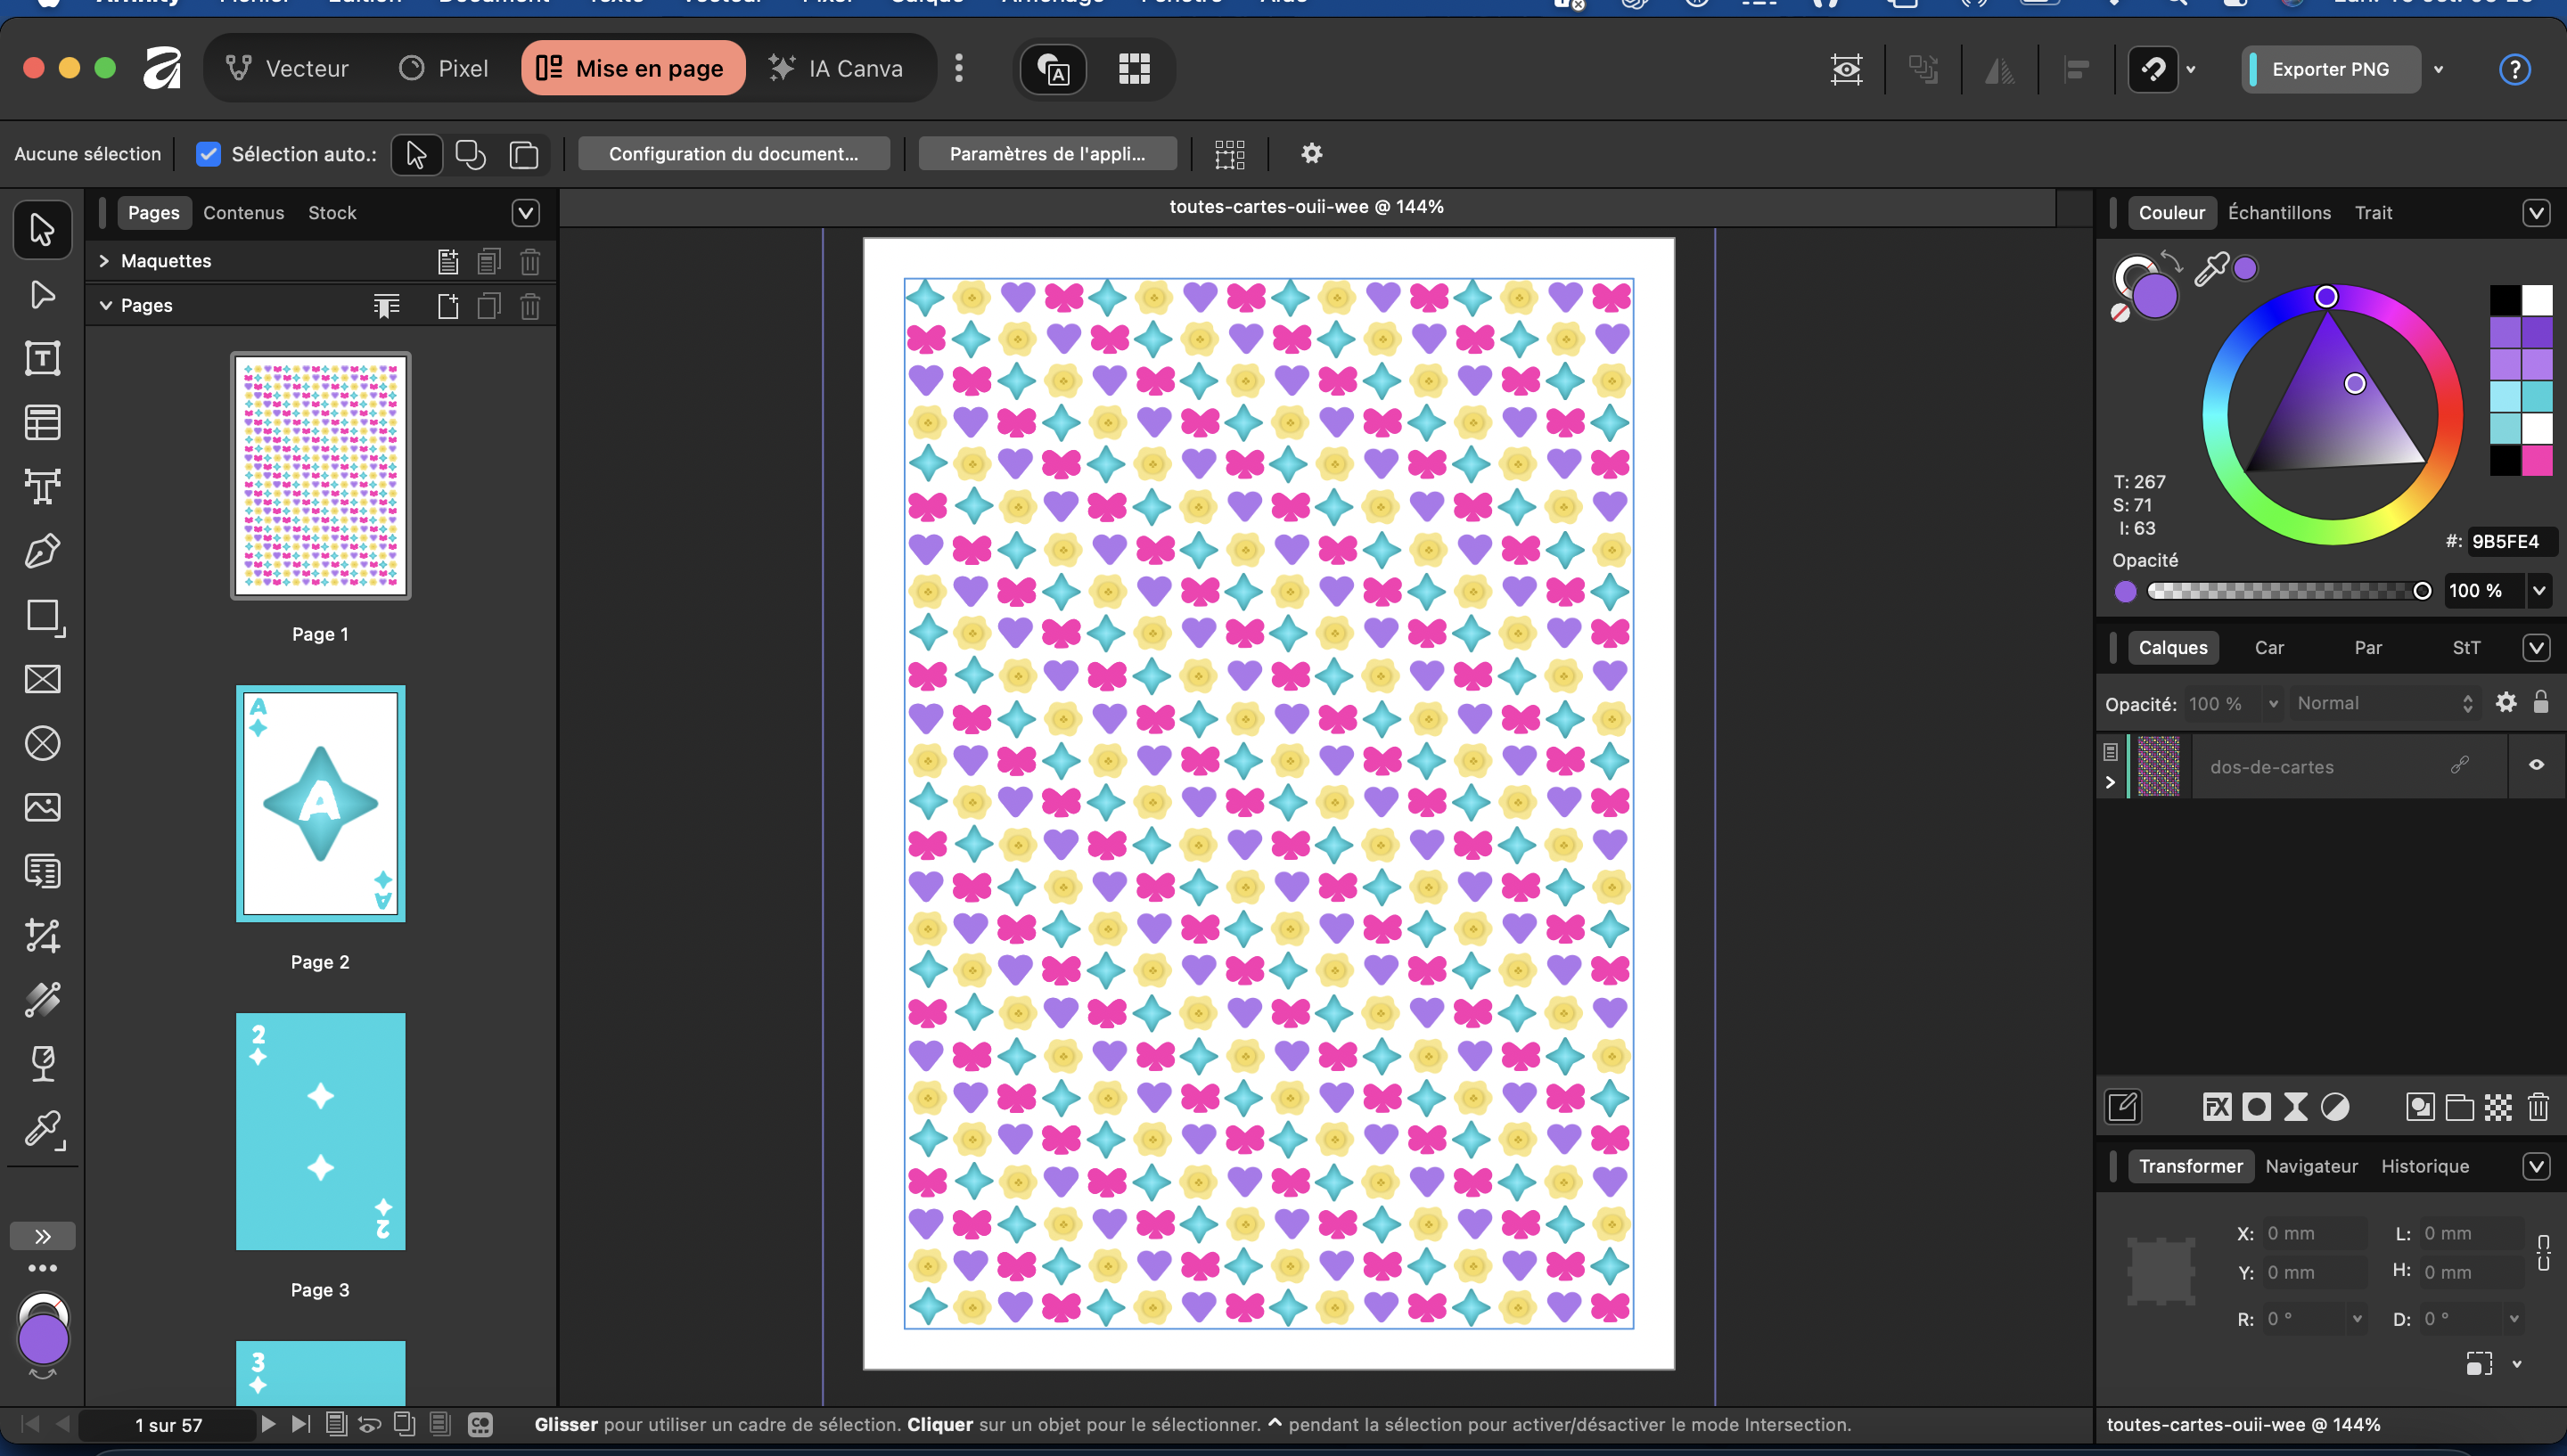 Vecteur
Pixel
Mise en page
IA Canva
Exporter PNG
Aucune sélection
Sélection auto.:
Configuration du document...
Paramètres de l'appli...
Pages
Contenus
Stock
toutes-cartes-ouii-wee @ 144%
Couleur
Échantillons
Trait
Maquettes
Pages
Page 1
A
A
A
Page 2
2
2
Page 3
3
T: 267
S: 71
I: 63
#: 9B5FE4
Opacité
100 %
Calques
Car
Par
StT
Opacité: 100 %
Normal
dos-de-cartes
FX
Transformer
Navigateur
Historique
X: 0 mm
L: 0 mm
Y: 0 mm
H: 0 mm
R: 0 °
D: 0 °
1 sur 57
Glisser pour utiliser un cadre de sélection. Cliquer sur un objet pour le sélectionner. ^ pendant la sélection pour activer/désactiver le mode Intersection.
toutes-cartes-ouii-wee @ 144%